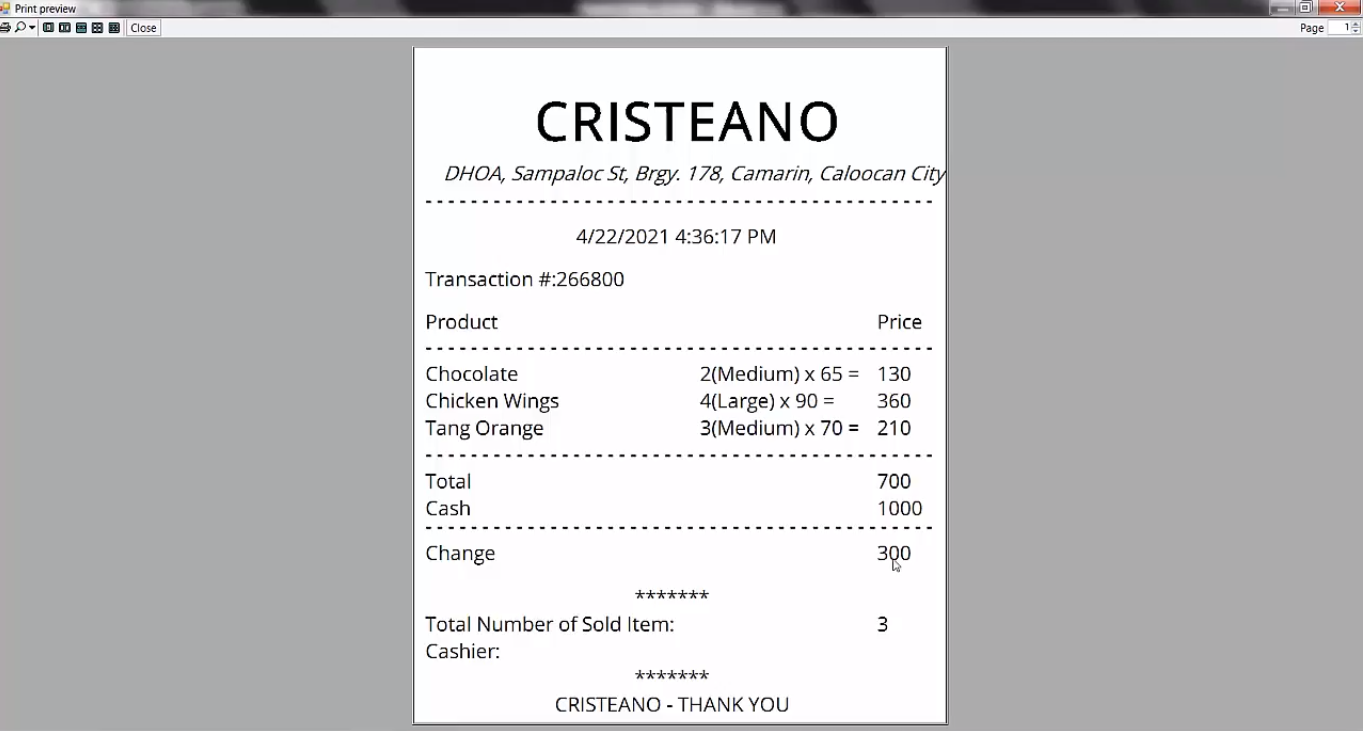 Print preview
Close
Page 1
CRISTEANO
DHOA, Sampaloc St, Brgy. 178, Camarin, Caloocan City
- - - - - - - - - - - - - - - - - - - - - - - - - - - - - - - - - - - - - - - - - - - -
4/22/2021 4:36:17 PM
Transaction #:266800
Product Price
- - - - - - - - - - - - - - - - - - - - - - - - - - - - - - - - - - - - - - - - - - - -
Chocolate 2(Medium) x 65 = 130
Chicken Wings 4(Large) x 90 = 360
Tang Orange 3(Medium) x 70 = 210
- - - - - - - - - - - - - - - - - - - - - - - - - - - - - - - - - - - - - - - - - - - -
Total 700
Cash 1000
- - - - - - - - - - - - - - - - - - - - - - - - - - - - - - - - - - - - - - - - - - - -
Change 300
*******
Total Number of Sold Item: 3
Cashier:
*******
CRISTEANO - THANK YOU